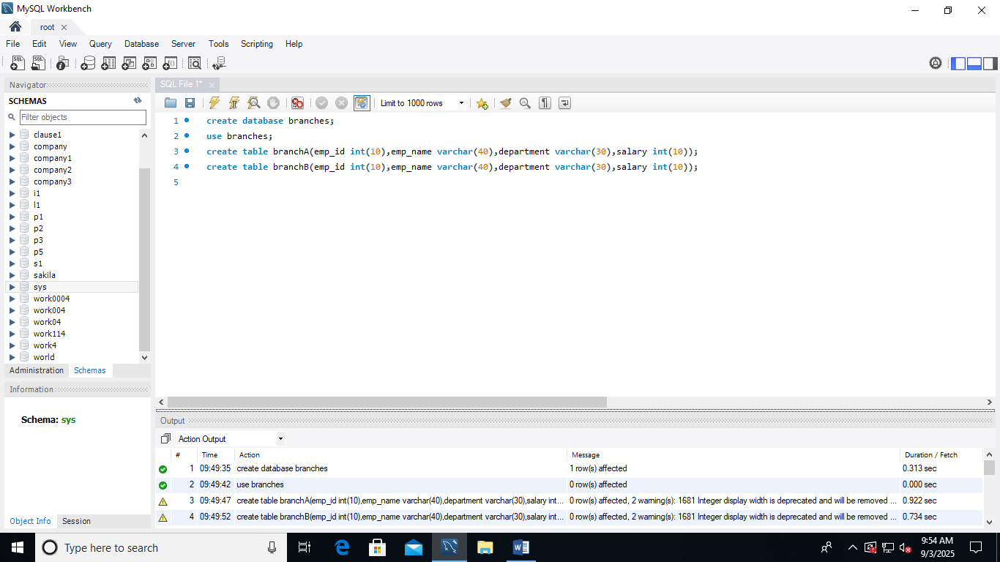 MySQL Workbench
root
File Edit View Query Database Server Tools Scripting Help
Navigator
SCHEMAS
Filter objects
clause1
company
company1
company2
company3
i1
l1
p1
p2
p3
p5
s1
sakila
sys
work0004
work004
work04
work114
work4
world
Administration Schemas
Information
Schema: sys
Object Info Session
SQL File 1*
Limit to 1000 rows
1 create database branches;
2 use branches;
3 create table branchA(emp_id int(10),emp_name varchar(40),department varchar(30),salary int(10));
4 create table branchB(emp_id int(10),emp_name varchar(40),department varchar(30),salary int(10));
5
Output
Action Output
# Time Action Message Duration / Fetch
1 09:49:35 create database branches 1 row(s) affected 0.313 sec
2 09:49:42 use branches 0 row(s) affected 0.000 sec
3 09:49:47 create table branchA(emp_id int(10),emp_name varchar(40),department varchar(30),salary int... 0 row(s) affected, 2 warning(s): 1681 Integer display width is deprecated and will be removed ... 0.922 sec
4 09:49:52 create table branchB(emp_id int(10),emp_name varchar(40),department varchar(30),salary int... 0 row(s) affected, 2 warning(s): 1681 Integer display width is deprecated and will be removed ... 0.734 sec
Type here to search
9:54 AM
9/3/2025